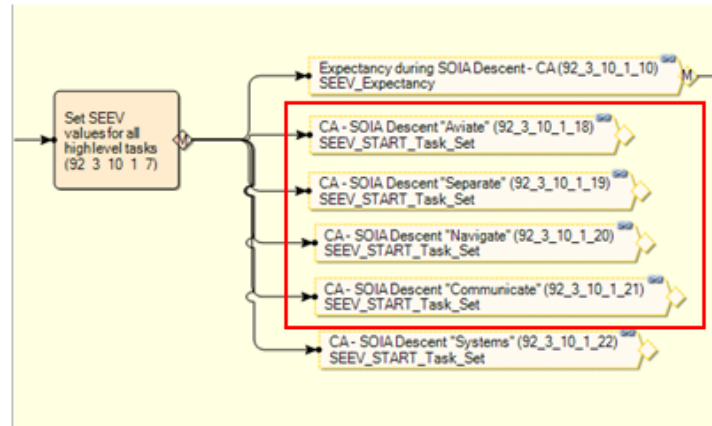 Expectancy during SOIA Descent - CA (92_3_10_1_10)
SEEV_Expectancy
M
Set SEEV
values for all
high level tasks
(92 3 10 1 7)
M
CA - SOIA Descent "Aviate" (92_3_10_1_18)
SEEV_START_Task_Set
CA - SOIA Descent "Separate" (92_3_10_1_19)
SEEV_START_Task_Set
CA - SOIA Descent "Navigate" (92_3_10_1_20)
SEEV_START_Task_Set
CA - SOIA Descent "Communicate" (92_3_10_1_21)
SEEV_START_Task_Set
CA - SOIA Descent "Systems" (92_3_10_1_22)
SEEV_START_Task_Set